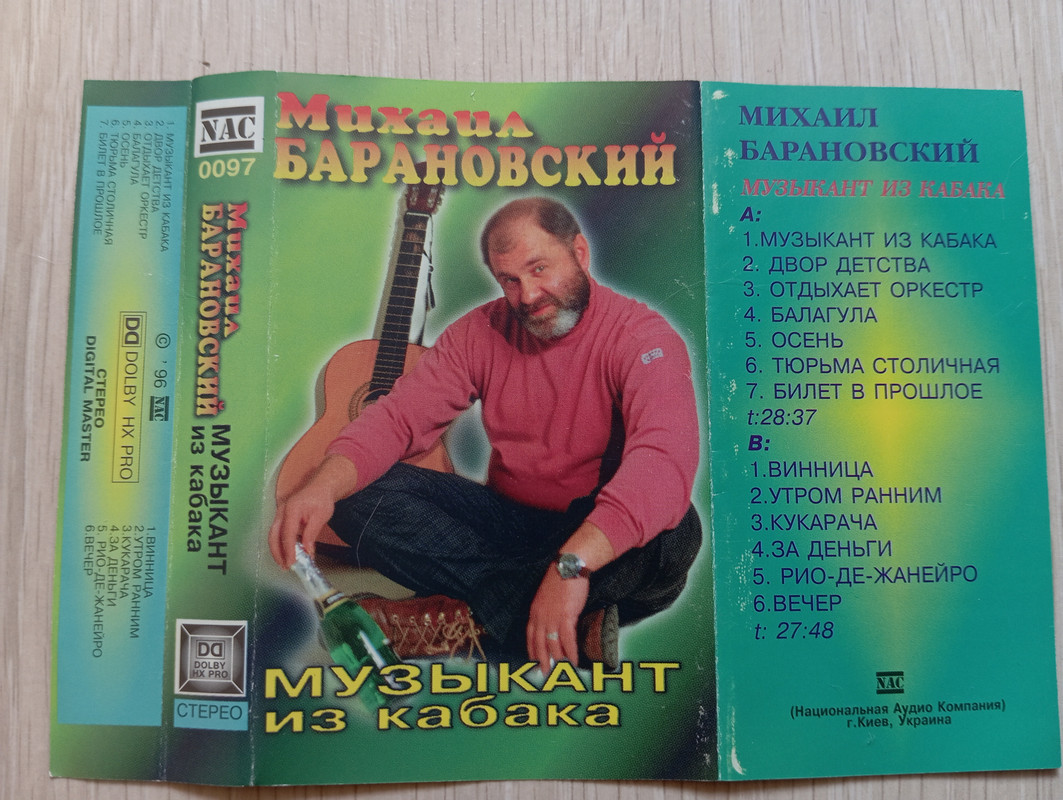 1. МУЗЫКАНТ ИЗ КАБАКА
2. ДВОР ДЕТСТВА
3. ОТДЫХАЕТ ОРКЕСТР
4. БАЛАГУЛА
5. ОСЕНЬ
6. ТЮРЬМА СТОЛИЧНАЯ
7. БИЛЕТ В ПРОШЛОЕ
© '96 NAC
DOLBY HX PRO
СТЕРЕО
DIGITAL MASTER
1.ВИННИЦА
2.УТРОМ РАННИМ
3.КУКАРАЧА
4.ЗА ДЕНЬГИ
5. РИО-ДЕ-ЖАНЕЙРО
6.ВЕЧЕР
NAC
0097
Михаил
БАРАНОВСКИЙ
МУЗЫКАНТ
из кабака
DOLBY
HX PRO
СТЕРЕО
Михаил
БАРАНОВСКИЙ
МУЗЫКАНТ
из кабака
МИХАИЛ
БАРАНОВСКИЙ
МУЗЫКАНТ ИЗ КАБАКА
А:
1.МУЗЫКАНТ ИЗ КАБАКА
2. ДВОР ДЕТСТВА
3. ОТДЫХАЕТ ОРКЕСТР
4. БАЛАГУЛА
5. ОСЕНЬ
6. ТЮРЬМА СТОЛИЧНАЯ
7. БИЛЕТ В ПРОШЛОЕ
t:28:37
В:
1.ВИННИЦА
2.УТРОМ РАННИМ
3.КУКАРАЧА
4.ЗА ДЕНЬГИ
5. РИО-ДЕ-ЖАНЕЙРО
6.ВЕЧЕР
t: 27:48
NAC
(Национальная Аудио Компания)
г.Киев, Украина